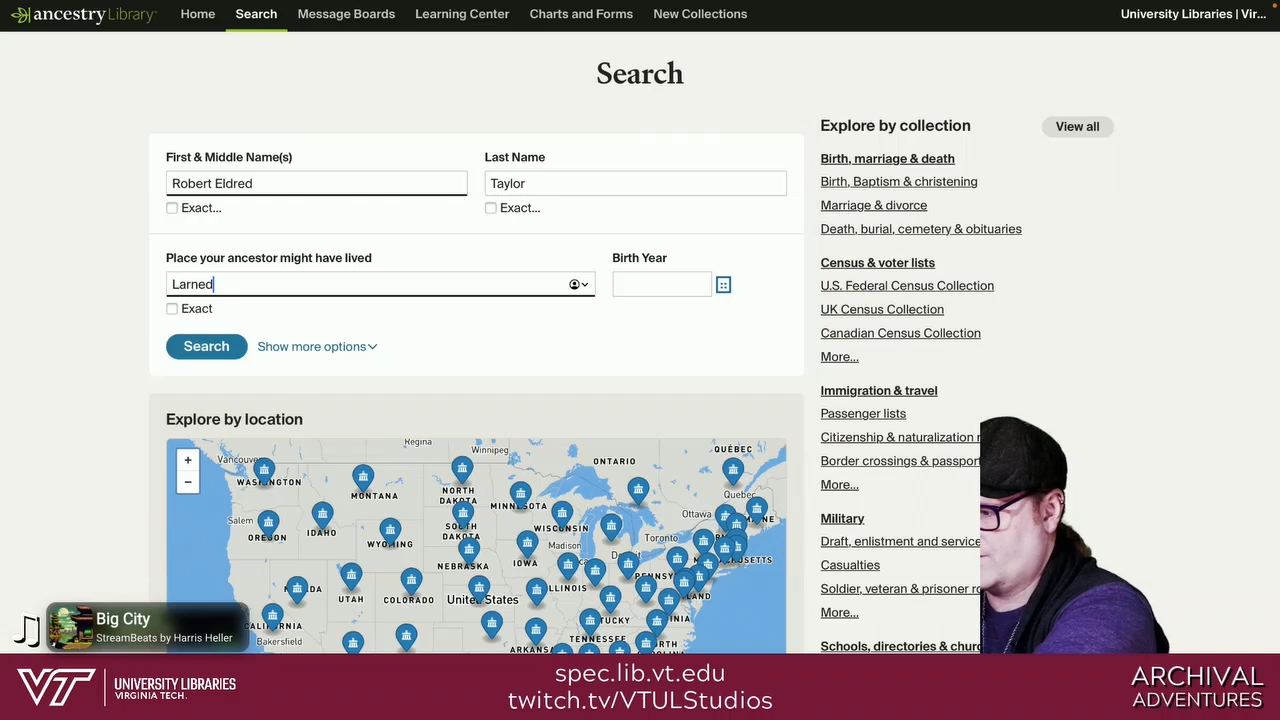 ancestryLibrary
Home
Search
Message Boards
Learning Center
Charts and Forms
New Collections
University Libraries | Vir...
Search
First & Middle Name(s)
Last Name
Robert Eldred
Taylor
Exact...
Exact...
Place your ancestor might have lived
Birth Year
Larned
Exact
Search
Show more options
Explore by collection
View all
Birth, marriage & death
Birth, Baptism & christening
Marriage & divorce
Death, burial, cemetery & obituaries
Census & voter lists
U.S. Federal Census Collection
UK Census Collection
Canadian Census Collection
More...
Immigration & travel
Passenger lists
Citizenship & naturalization
Border crossings & passport
More...
Military
Draft, enlistment and service
Casualties
Soldier, veteran & prisoner
More...
Schools, directories &
Explore by location
+
−
Regina
Winnipeg
Vancouver
ONTARIO
QUÉBEC
WASHINGTON
MONTANA
NORTH DAKOTA
MINNESOTA
Quebec
Ottawa
Salem
OREGON
IDAHO
SOUTH DAKOTA
WISCONSIN
Toronto
WYOMING
Madison
NEBRASKA
IOWA
UTAH
COLORADO
United States
ILLINOIS
Bakersfield
TENNESSEE
Big City
StreamBeats by Harris Heller
VT
UNIVERSITY LIBRARIES
VIRGINIA TECH.
spec.lib.vt.edu
twitch.tv/VTULStudios
ARCHIVAL
ADVENTURES